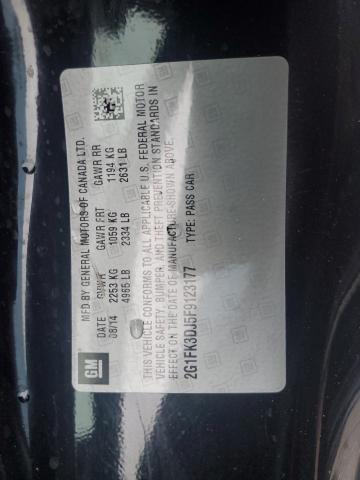 GM
MFD BY GENERAL MOTORS OF CANADA LTD.
DATE GVWR GAWR FRT GAWR RR
08/14 2253 KG 1059 KG 1194 KG
4966 LB 2334 LB 2631 LB
THIS VEHICLE CONFORMS TO ALL APPLICABLE U.S. FEDERAL MOTOR
VEHICLE SAFETY, BUMPER, AND THEFT PREVENTION STANDARDS IN
EFFECT ON THE DATE OF MANUFACTURE SHOWN ABOVE.
2G1FK3DJ5F9123177 TYPE: PASS CAR